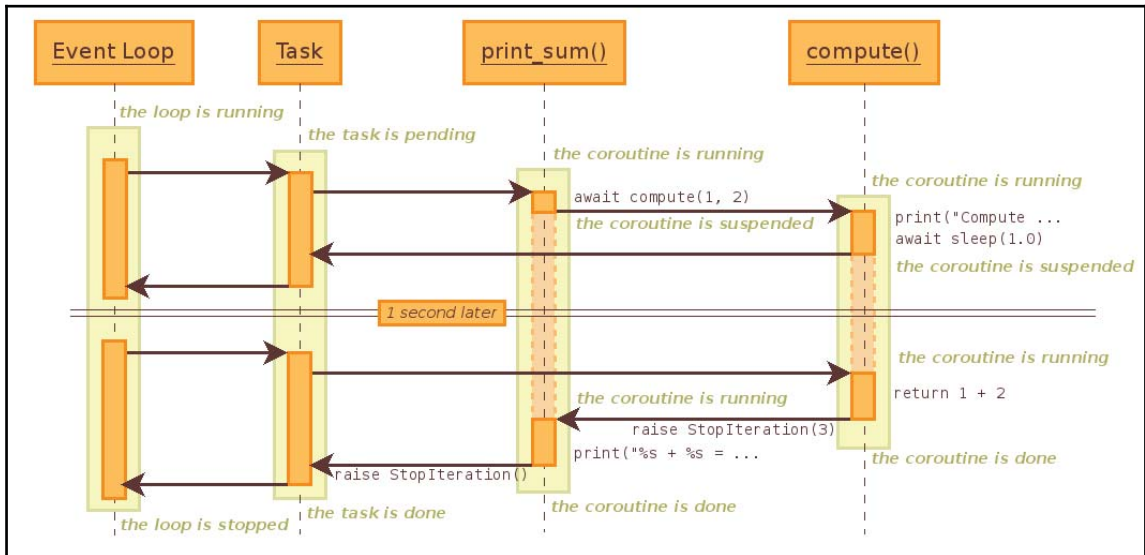 Event Loop
Task
print_sum()
compute()
the loop is running
the task is pending
the coroutine is running
the coroutine is running
await compute(1, 2)
the coroutine is suspended
print("Compute ...
await sleep(1.0)
the coroutine is suspended
1 second later
the coroutine is running
return 1 + 2
the coroutine is running
raise StopIteration(3)
print("%s + %s = ...
the coroutine is done
raise StopIteration()
the coroutine is done
the task is done
the loop is stopped